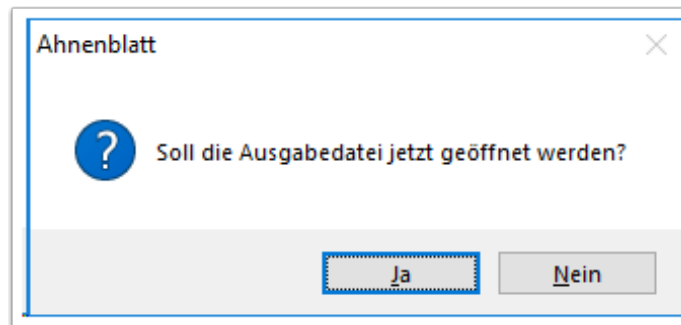 Ahnenblatt
Soll die Ausgabedatei jetzt geöffnet werden?
Ja
Nein